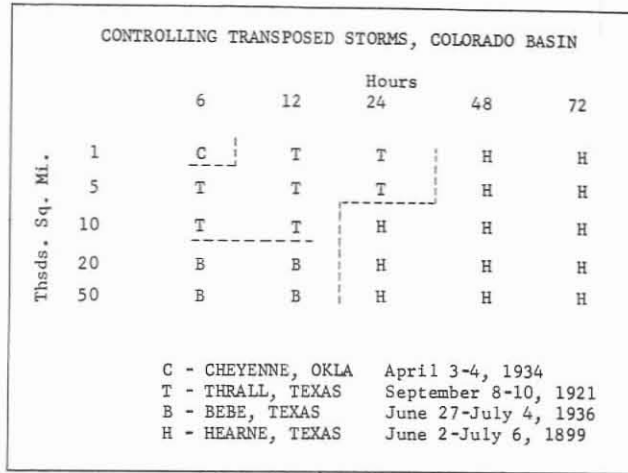 CONTROLLING TRANSPOSED STORMS, COLORADO BASIN
Hours
6 12 24 48 72
Thsds. Sq. Mi.
1 C T T H H
5 T T T H H
10 T T H H H
20 B B H H H
50 B B H H H
C - CHEYENNE, OKLA April 3-4, 1934
T - THRALL, TEXAS September 8-10, 1921
B - BEBE, TEXAS June 27-July 4, 1936
H - HEARNE, TEXAS June 2-July 6, 1899